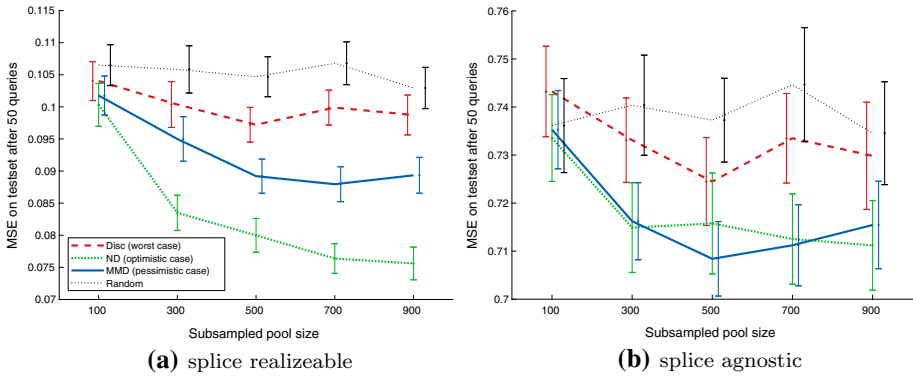 0.115
0.11
0.105
0.1
0.095
0.09
0.085
0.08
0.075
0.07
MSE on testset after 50 queries
Disc (worst case)
ND (optimistic case)
MMD (pessimistic case)
Random
100
300
500
700
900
Subsampled pool size
(a) splice realizeable
0.76
0.75
0.74
0.73
0.72
0.71
0.7
MSE on testset after 50 queries
100
300
500
700
900
Subsampled pool size
(b) splice agnostic